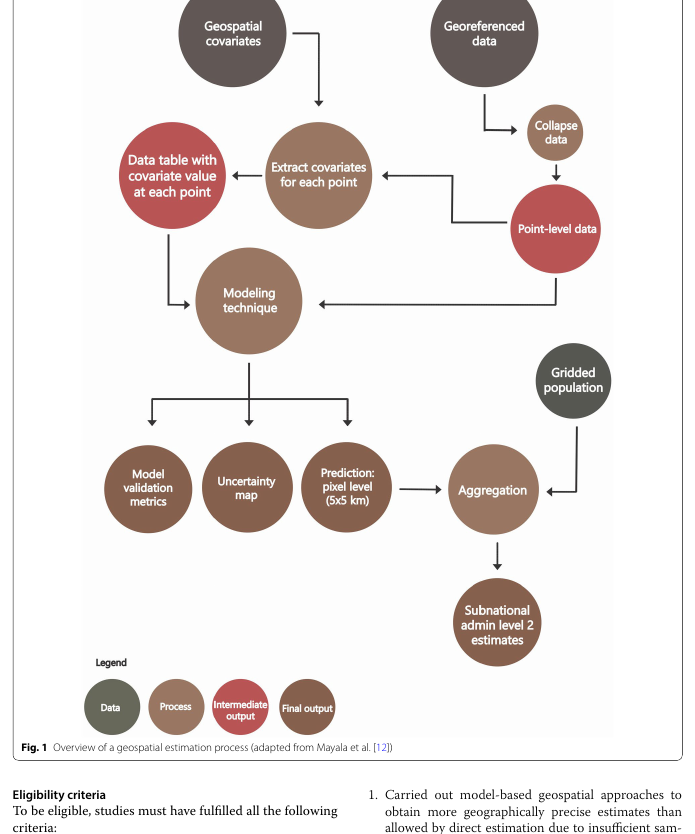 Geospatial
covariates
Georeferenced
data
Collapse
data
Data table with
covariate value
at each point
Extract covariates
for each point
Point-level data
Modeling
technique
Gridded
population
Model
validation
metrics
Uncertainty
map
Prediction:
pixel level
(5x5 km)
Aggregation
Subnational
admin level 2
estimates
Legend
Data
Process
Intermediate
output
Final output
Fig. 1 Overview of a geospatial estimation process (adapted from Mayala et al. [12])
Eligibility criteria
To be eligible, studies must have fulfilled all the following
criteria:
1. Carried out model-based geospatial approaches to
obtain more geographically precise estimates than
allowed by direct estimation due to insufficient sam-